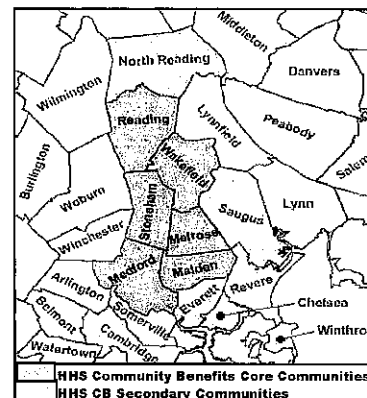 Middleton
North Reading
Danvers
Wilmington
Lynnfield
Reading
Peabody
Salem
Wakefield
Burlington
Woburn
Stoneham
Saugus
Lynn
Winchester
Melrose
Medford
Malden
Arlington
Everett
Revere
Chelsea
Belmont
Somerville
Cambridge
Winthro
Watertown
HHS Community Benefits Core Communities
HHS CB Secondary Communities